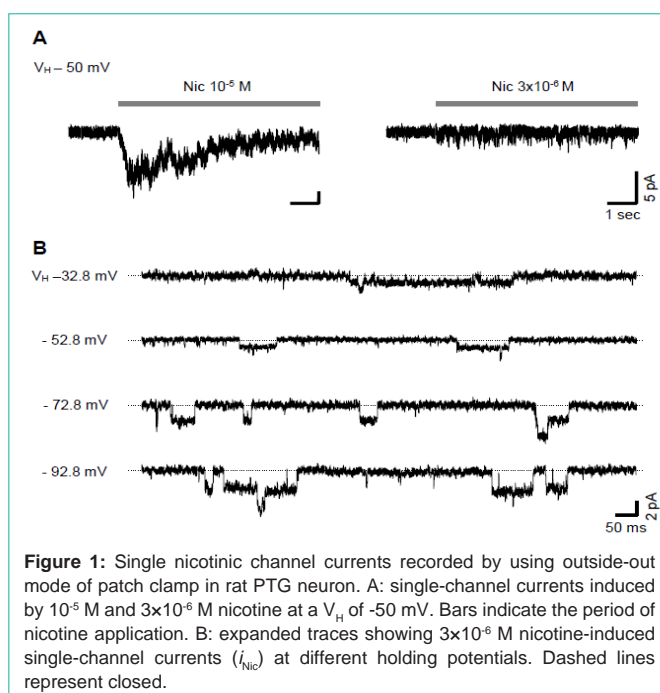 A
V_H – 50 mV
Nic 10⁻⁵ M
Nic 3x10⁻⁶ M
5 pA
1 sec
B
V_H –32.8 mV
- 52.8 mV
- 72.8 mV
- 92.8 mV
2 pA
50 ms
Figure 1: Single nicotinic channel currents recorded by using outside-out
mode of patch clamp in rat PTG neuron. A: single-channel currents induced
by 10⁻⁵ M and 3×10⁻⁶ M nicotine at a V_H of -50 mV. Bars indicate the period of
nicotine application. B: expanded traces showing 3×10⁻⁶ M nicotine-induced
single-channel currents (i_Nic) at different holding potentials. Dashed lines
represent closed.